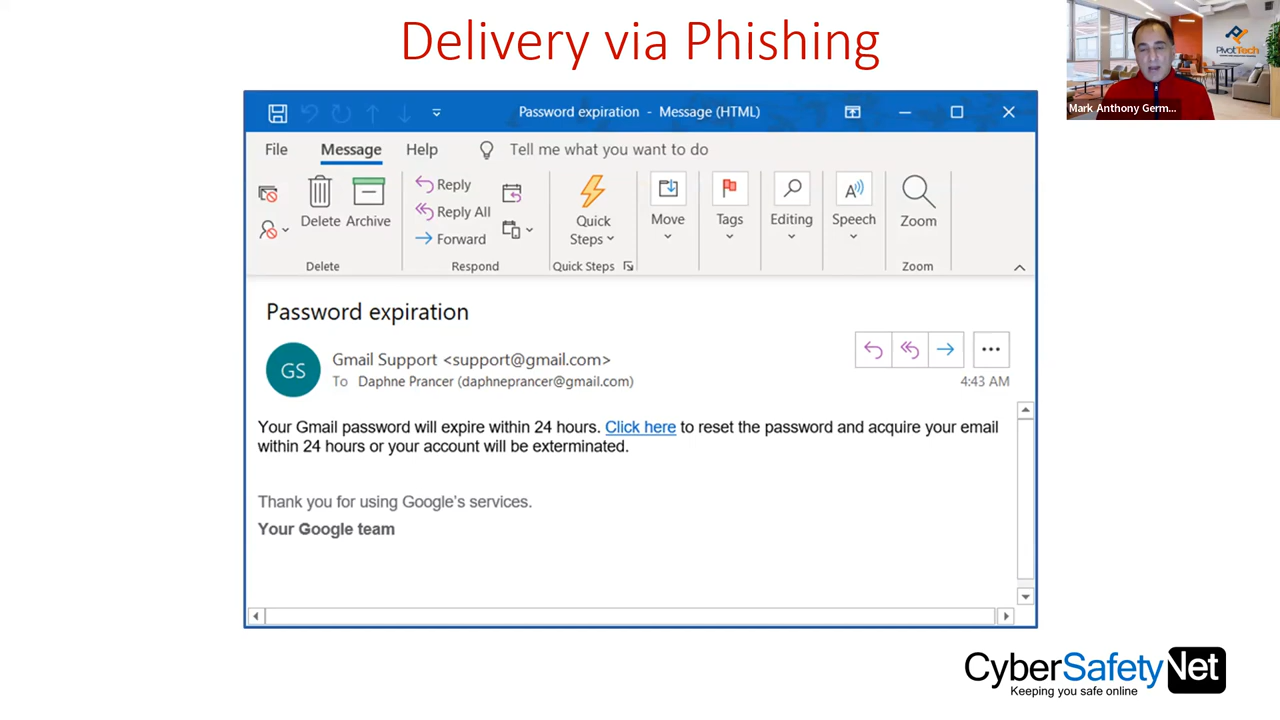 Delivery via Phishing
PivotTech
Mark Anthony Germ...
Password expiration - Message (HTML)
File Message Help Tell me what you want to do
Delete Archive
Reply
Reply All
Forward
Quick
Steps
Move
Tags
Editing
Speech
Zoom
Delete Respond Quick Steps Zoom
Password expiration
GS
Gmail Support <support@gmail.com>
To Daphne Prancer (daphneprancer@gmail.com)
4:43 AM
Your Gmail password will expire within 24 hours. Click here to reset the password and acquire your email
within 24 hours or your account will be exterminated.
Thank you for using Google’s services.
Your Google team
CyberSafetyNet
Keeping you safe online